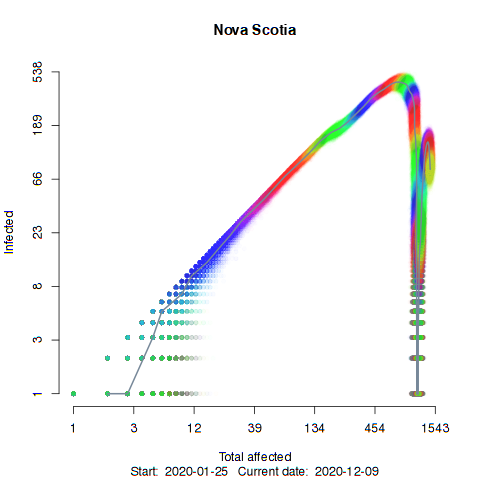 Nova Scotia
538
189
66
23
8
3
1
Infected
1 3 12 39 134 454 1543
Total affected
Start: 2020-01-25 Current date: 2020-12-09